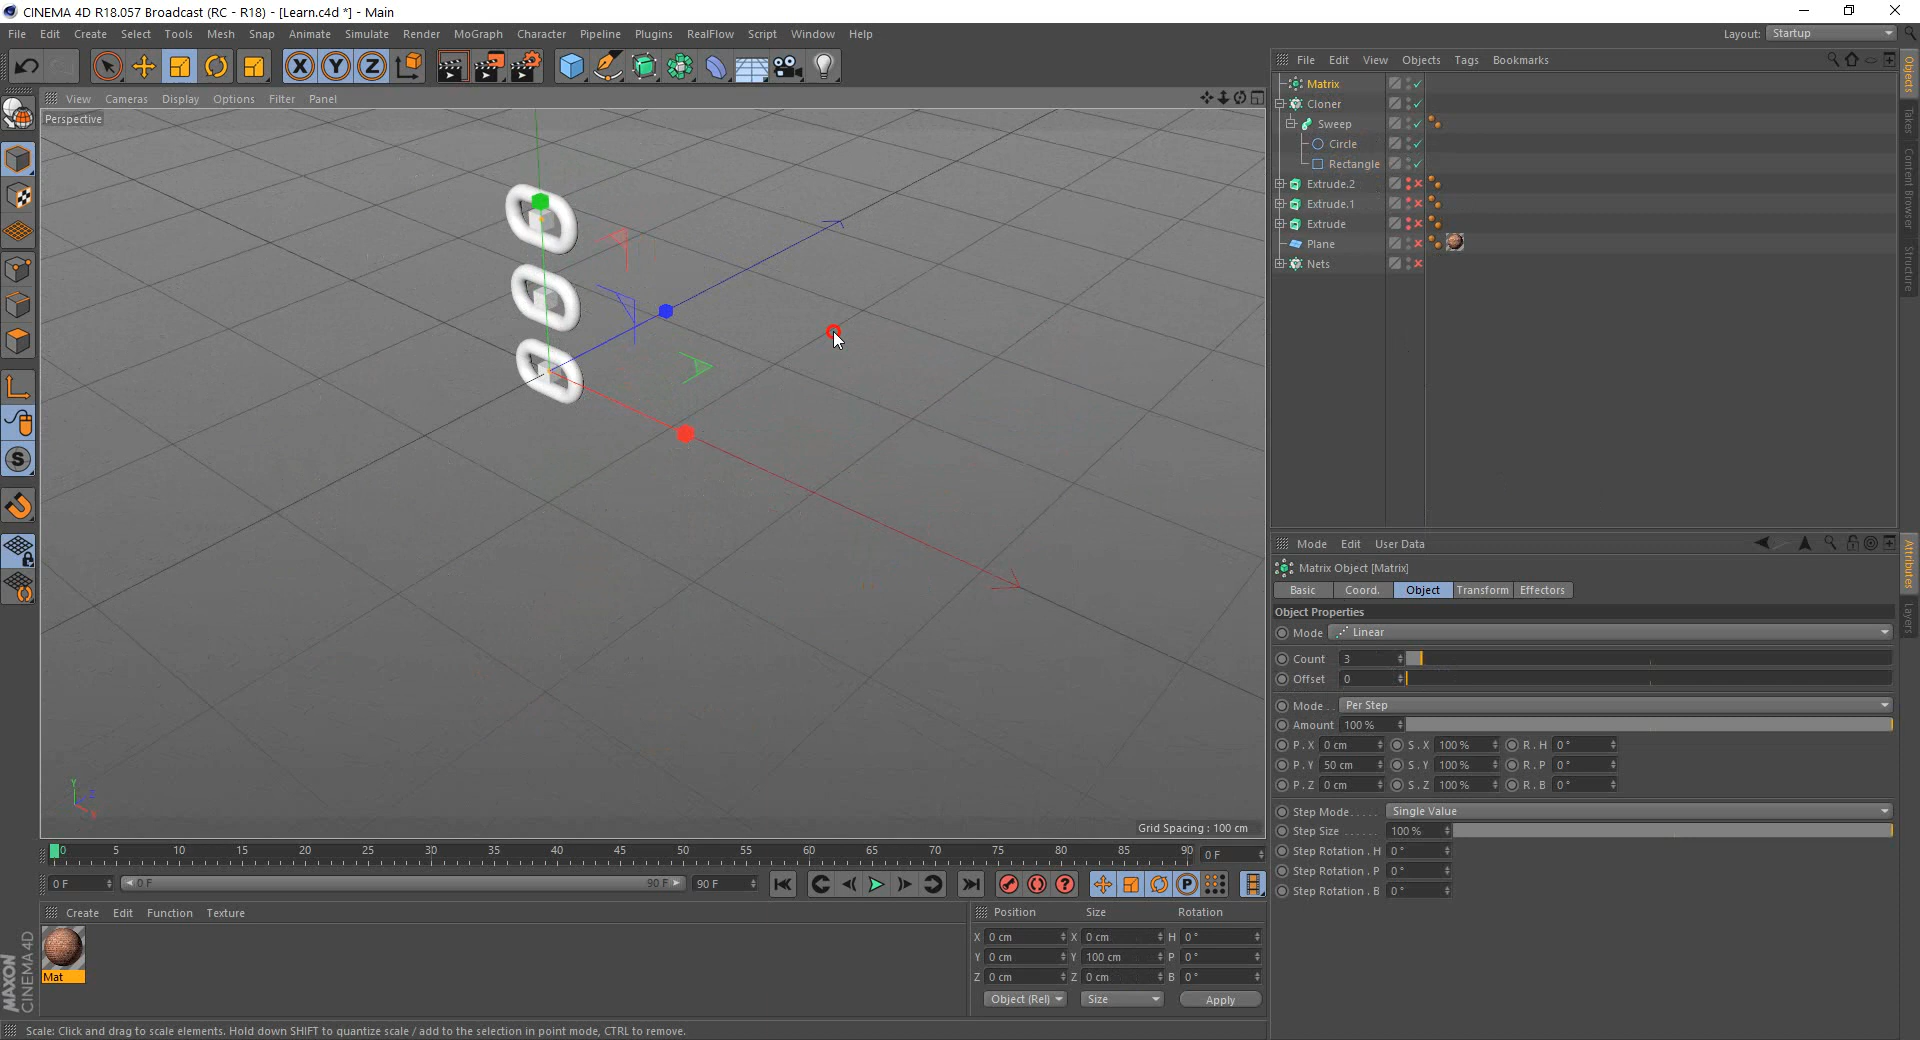 CINEMA 4D R18.057 Broadcast (RC - R18) - [Learn.c4d *] - Main
File Edit Create Select Tools Mesh Snap Animate Simulate Render MoGraph Character Pipeline Plugins RealFlow Script Window Help
Layout: Startup
View Cameras Display Options Filter Panel
Perspective
Grid Spacing : 100 cm
File Edit View Objects Tags Bookmarks
Matrix
Cloner
Sweep
Circle
Rectangle
Extrude.2
Extrude.1
Extrude
Plane
Nets
Objects
Takes
Content Browser
Structure
Mode Edit User Data
Matrix Object [Matrix]
Basic Coord. Object Transform Effectors
Object Properties
Mode Linear
Count 3
Offset 0
Mode . . Per Step
Amount 100 %
P . X 0 cm S . X 100 % R . H 0 °
P . Y 50 cm S . Y 100 % R . P 0 °
P . Z 0 cm S . Z 100 % R . B 0 °
Step Mode. . . . . Single Value
Step Size . . . . . . 100 %
Step Rotation . H 0 °
Step Rotation . P 0 °
Step Rotation . B 0 °
Attributes
Layers
0 5 10 15 20 25 30 35 40 45 50 55 60 65 70 75 80 85 90 0 F
0 F 0 F 90 F 90 F
Create Edit Function Texture
Mat
Position Size Rotation
X 0 cm X 0 cm H 0 °
Y 0 cm Y 100 cm P 0 °
Z 0 cm Z 0 cm B 0 °
Object (Rel) Size Apply
MAXON
CINEMA 4D
Scale: Click and drag to scale elements. Hold down SHIFT to quantize scale / add to the selection in point mode, CTRL to remove.
X
Y
Z